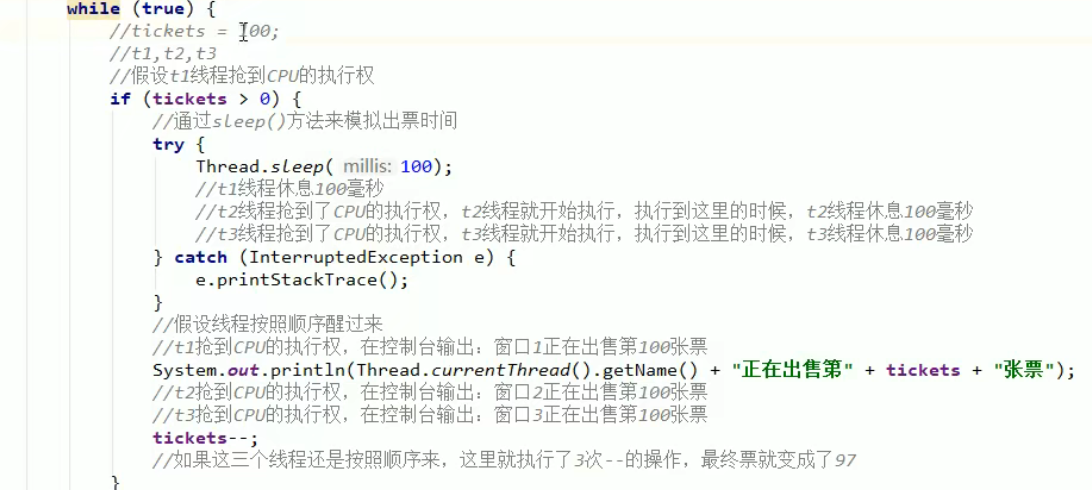 while (true) {
//tickets = 100;
//t1,t2,t3
//假设t1线程抢到CPU的执行权
if (tickets > 0) {
//通过sleep()方法来模拟出票时间
try {
Thread.sleep( millis: 100);
//t1线程休息100毫秒
//t2线程抢到了CPU的执行权，t2线程就开始执行，执行到这里的时候，t2线程休息100毫秒
//t3线程抢到了CPU的执行权，t3线程就开始执行，执行到这里的时候，t3线程休息100毫秒
} catch (InterruptedException e) {
e.printStackTrace();
}
//假设线程按照顺序醒过来
//t1抢到CPU的执行权，在控制台输出：窗口1正在出售第100张票
System.out.println(Thread.currentThread().getName() + "正在出售第" + tickets + "张票");
//t2抢到CPU的执行权，在控制台输出：窗口2正在出售第100张票
//t3抢到CPU的执行权，在控制台输出：窗口3正在出售第100张票
tickets--;
//如果这三个线程还是按照顺序来，这里就执行了3次--的操作，最终票就变成了97
}